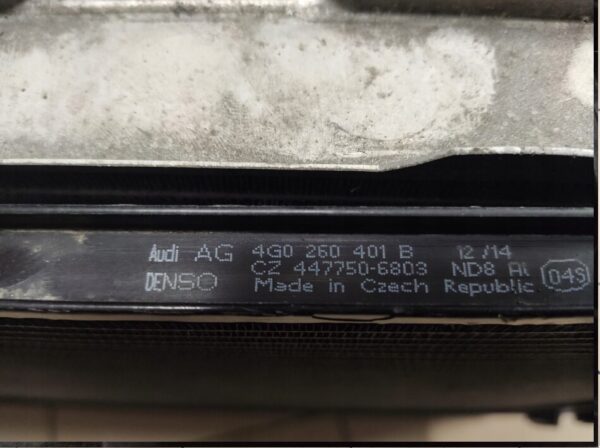 Audi AG 4G0 260 401 B 12/14
DENSO CZ 447750-6803 ND8 AL 04S
Made in Czech Republic